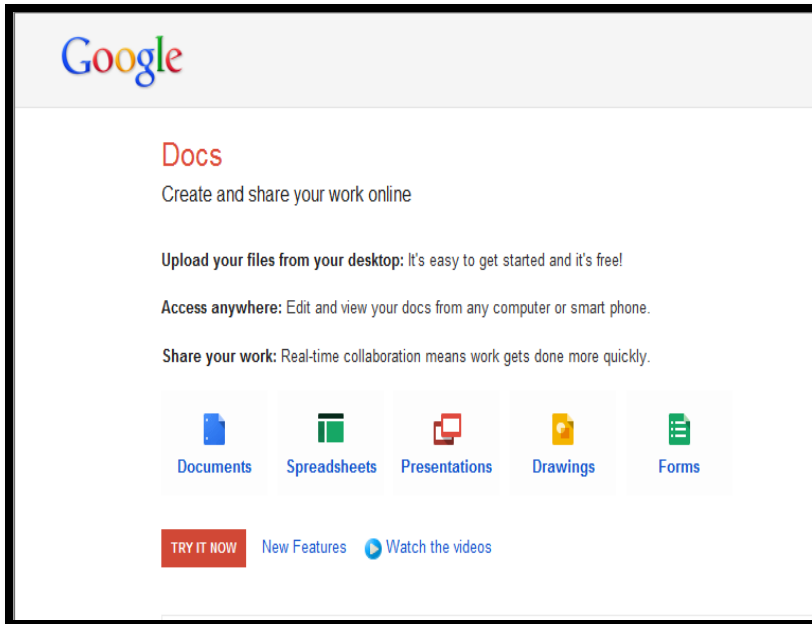 Google
Docs
Create and share your work online
Upload your files from your desktop: It's easy to get started and it's free!
Access anywhere: Edit and view your docs from any computer or smart phone.
Share your work: Real-time collaboration means work gets done more quickly.
Documents Spreadsheets Presentations Drawings Forms
TRY IT NOW New Features Watch the videos